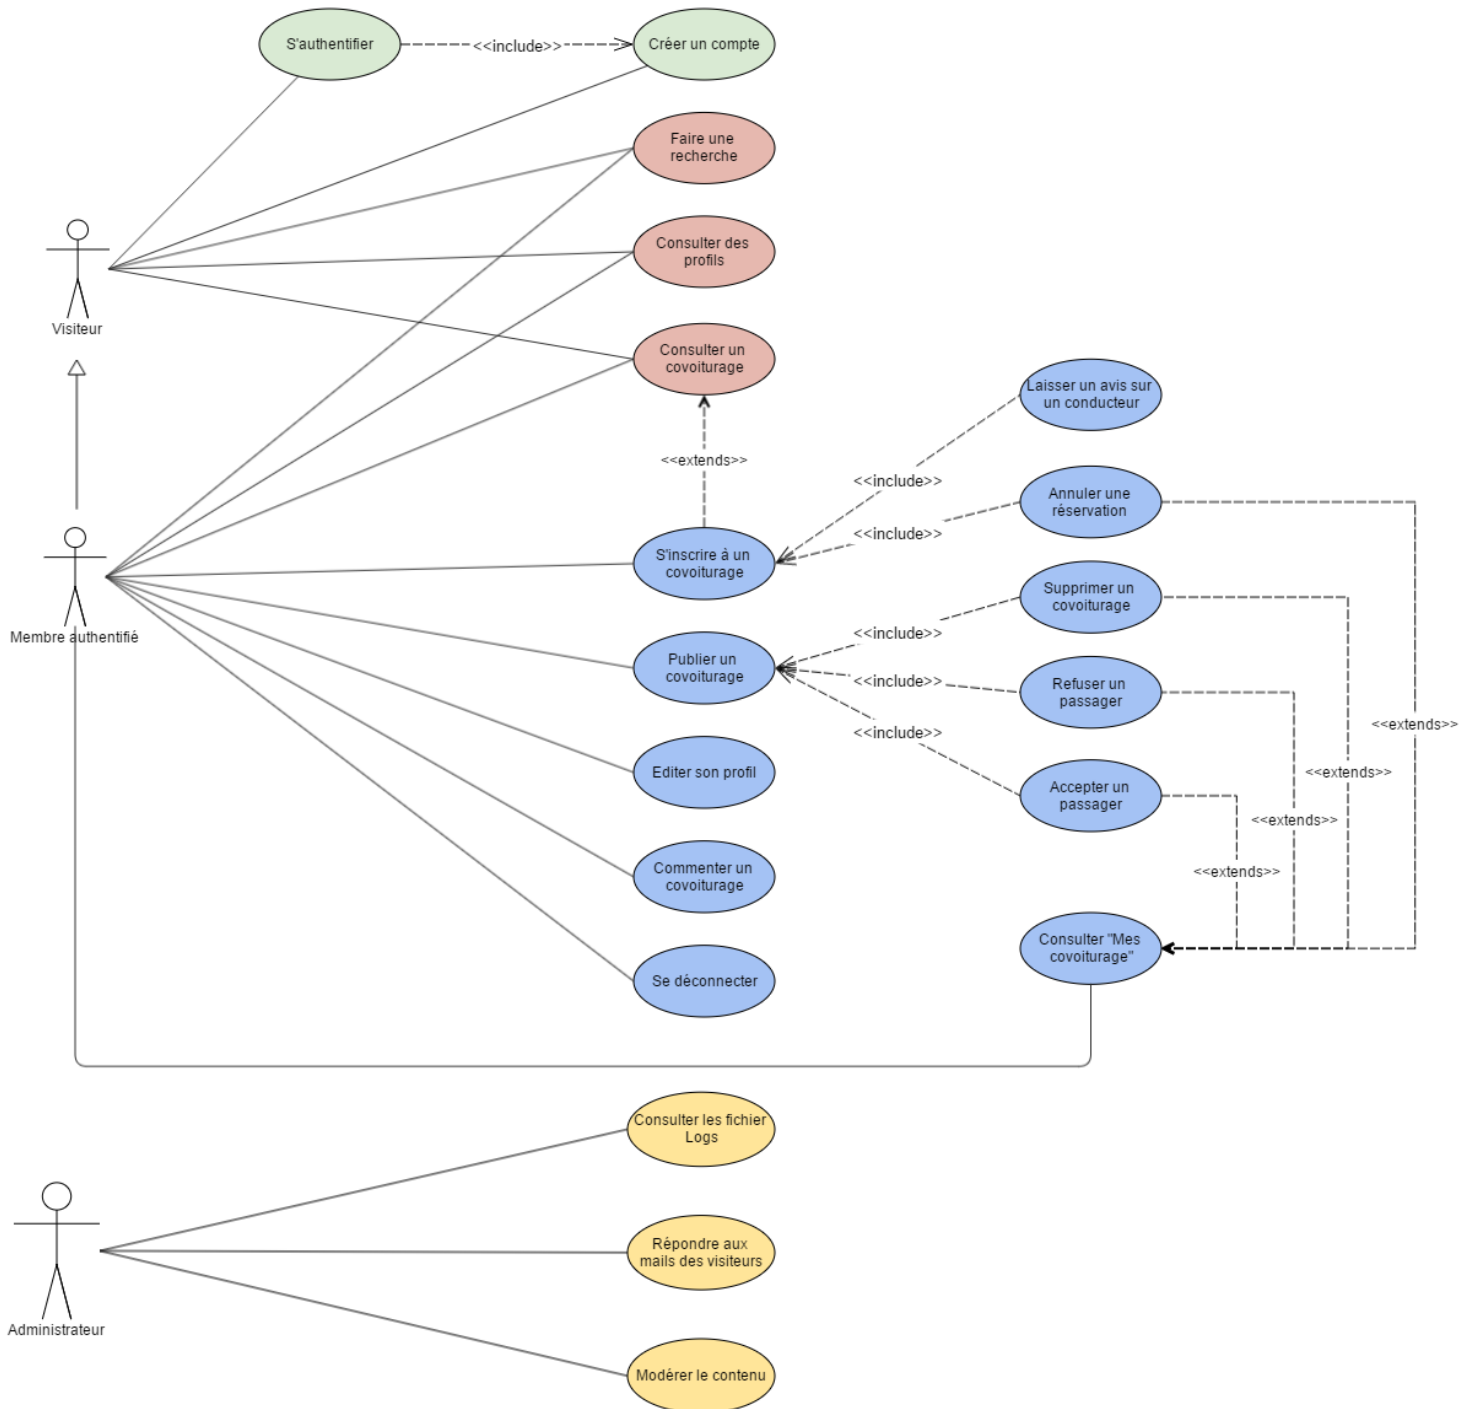 S'authentifier
<<include>>
Créer un compte
Faire une
recherche
Consulter des
profils
Visiteur
Consulter un
covoiturage
Laisser un avis sur
un conducteur
<<extends>>
<<include>>
Annuler une
réservation
<<include>>
S'inscrire à un
covoiturage
Supprimer un
covoiturage
Membre authentifié
<<include>>
Publier un
covoiturage
<<include>>
Refuser un
passager
<<extends>>
<<include>>
Editer son profil
<<extends>>
Accepter un
passager
<<extends>>
Commenter un
covoiturage
<<extends>>
Consulter "Mes
covoiturage"
Se déconnecter
Consulter les fichier
Logs
Répondre aux
mails des visiteurs
Administrateur
Modérer le contenu